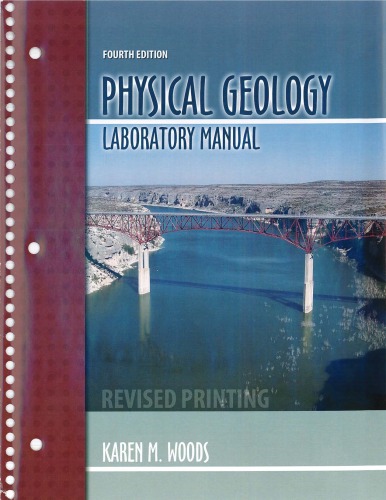 FOURTH EDITION
PHYSICAL GEOLOGY
LABORATORY MANUAL
REVISED PRINTING
KAREN M. WOODS